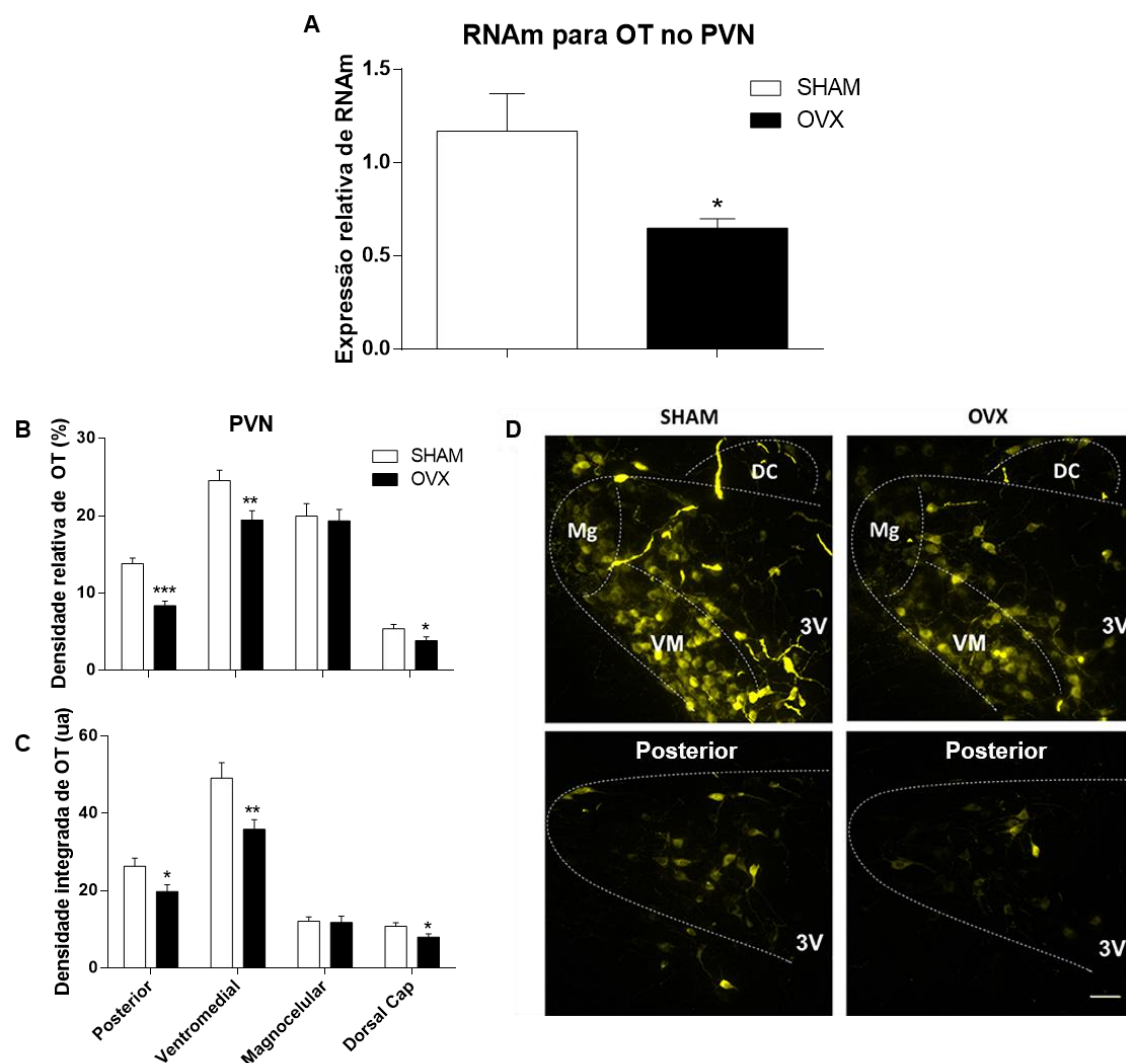 A
RNAm para OT no PVN
Expressão relativa de RNAm
1.5
1.0
0.5
0.0
SHAM
OVX
*
B
PVN
Densidade relativa de OT (%)
30
20
10
0
SHAM
OVX
***
**
*
C
Densidade integrada de OT (ua)
60
40
20
0
*
**
*
Posterior
Ventromedial
Magnocelular
Dorsal Cap
D
SHAM
OVX
DC
Mg
VM
3V
DC
Mg
VM
3V
Posterior
3V
Posterior
3V